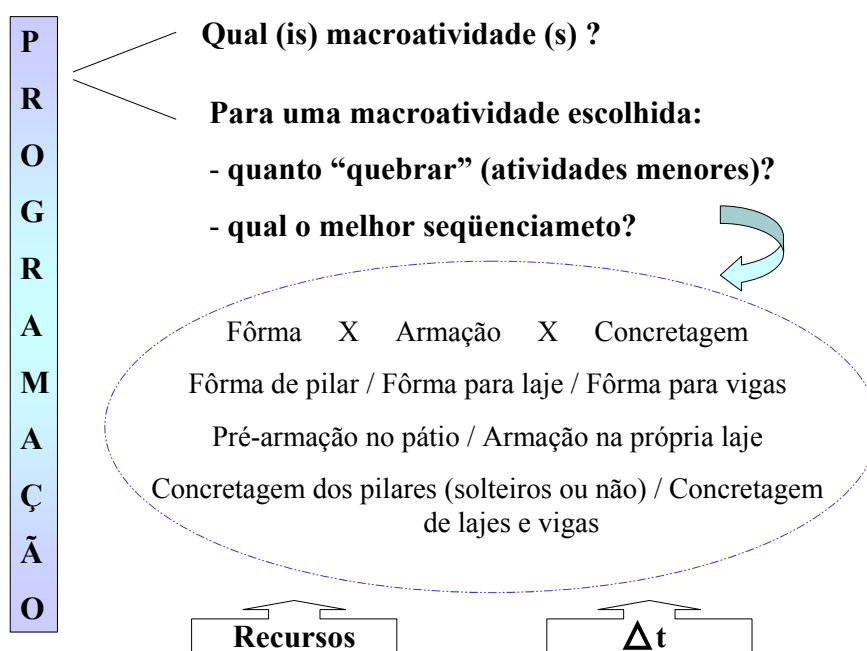 PROGRAMAÇÃO
Qual (is) macroatividade (s) ?
Para uma macroatividade escolhida:
- quanto “quebrar” (atividades menores)?
- qual o melhor seqüenciameto?
Fôrma X Armação X Concretagem
Fôrma de pilar / Fôrma para laje / Fôrma para vigas
Pré-armação no pátio / Armação na própria laje
Concretagem dos pilares (solteiros ou não) / Concretagem
de lajes e vigas
Recursos
Δt